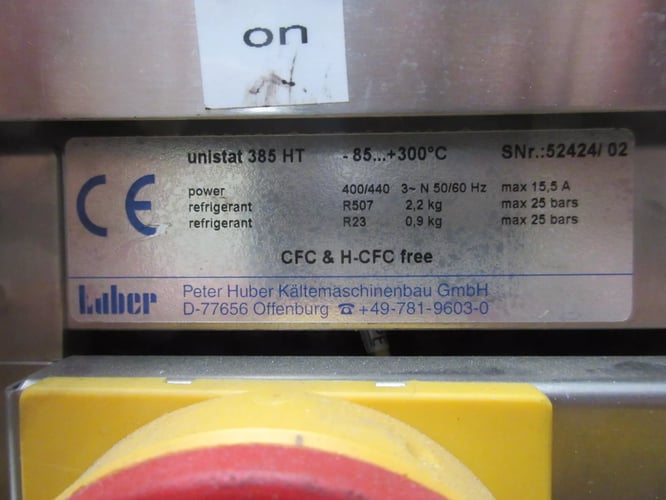 on
unistat 385 HT - 85...+300°C SNr.:52424/ 02
CE
power 400/440 3~ N 50/60 Hz max 15,5 A
refrigerant R507 2,2 kg max 25 bars
refrigerant R23 0,9 kg max 25 bars
CFC & H-CFC free
huber Peter Huber Kältemaschinenbau GmbH
D-77656 Offenburg ☎ +49-781-9603-0